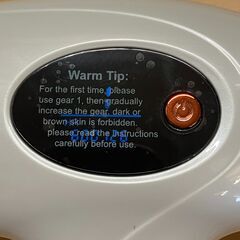 Warm Tip:
For the first time, please
use gear 1, then gradually
increase the gear. dark or
brown skin is forbidden.
please read the instructions
carefully before use.